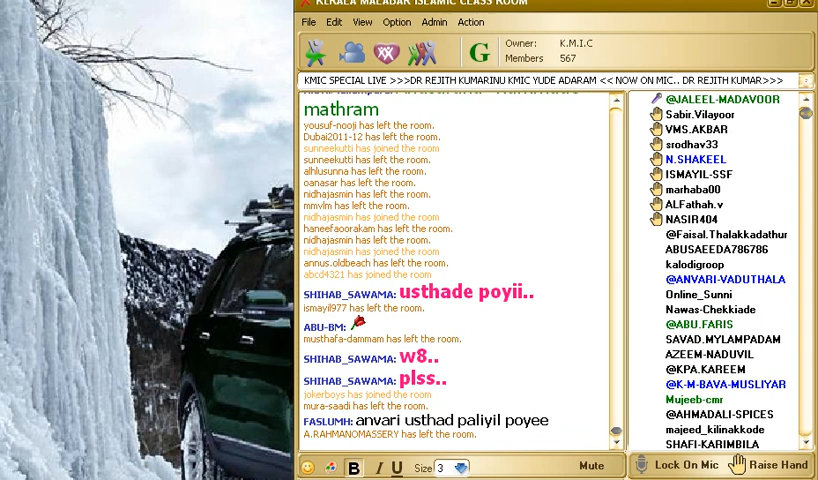 KERALA MALABAR ISLAMIC CLASS ROOM
File Edit View Option Admin Action
G Owner: K.M.I.C
Members 567
KMIC SPECIAL LIVE >>>DR REJITH KUMARINU KMIC YUDE ADARAM << NOW ON MIC.. DR REJITH KUMAR>>>
mathram
yousuf-nooji has left the room.
Dubai2011-12 has left the room.
sunneekutti has joined the room
sunneekutti has left the room.
alhlusunna has left the room.
oanasar has left the room.
nidhajasmin has left the room.
mmvlm has left the room.
nidhajasmin has joined the room
haneefaoorakam has left the room.
nidhajasmin has left the room.
nidhajasmin has joined the room
annus.oldbeach has left the room.
abcd4321 has joined the room
SHIHAB_SAWAMA: usthade poyii..
ismayil977 has left the room.
ABU-BM:
musthafa-dammam has left the room.
SHIHAB_SAWAMA: w8..
SHIHAB_SAWAMA: plss..
jokerboys has joined the room
mura-saadi has left the room.
FASLUMH: anvari usthad paliyil poyee
A.RAHMANOMASSERY has left the room.
B I U Size 3 Mute
@JALEEL-MADAVOOR
Sabir.Vilayoor
VMS.AKBAR
srodhav33
N.SHAKEEL
ISMAYIL-SSF
marhaba00
ALFathah.v
NASIR404
@Faisal.Thalakkadathur
ABUSAEEDA786786
kalodigroop
@ANVARI-VADUTHALA
Online_Sunni
Nawas-Chekkiade
@ABU.FARIS
SAVAD.MYLAMPADAM
AZEEM-NADUVIL
@KPA.KAREEM
@K-M-BAVA-MUSLIYAR
Mujeeb-cmr
@AHMADALI-SPICES
majeed_kilinakkode
SHAFI-KARIMBILA
Lock On Mic Raise Hand